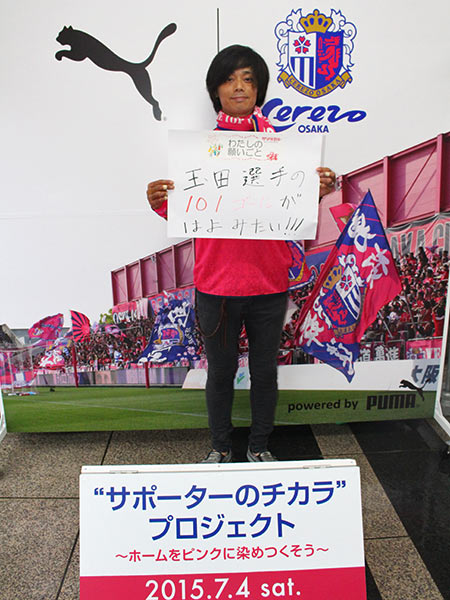 CEREZO OSAKA
Cerezo
OSAKA
わたしの
願いごと
玉田選手の
101ゴールが
はよみたい!!!
powered by PUMA
"サポーターのチカラ"
プロジェクト
～ホームをピンクに染めつくそう～
2015.7.4 sat.